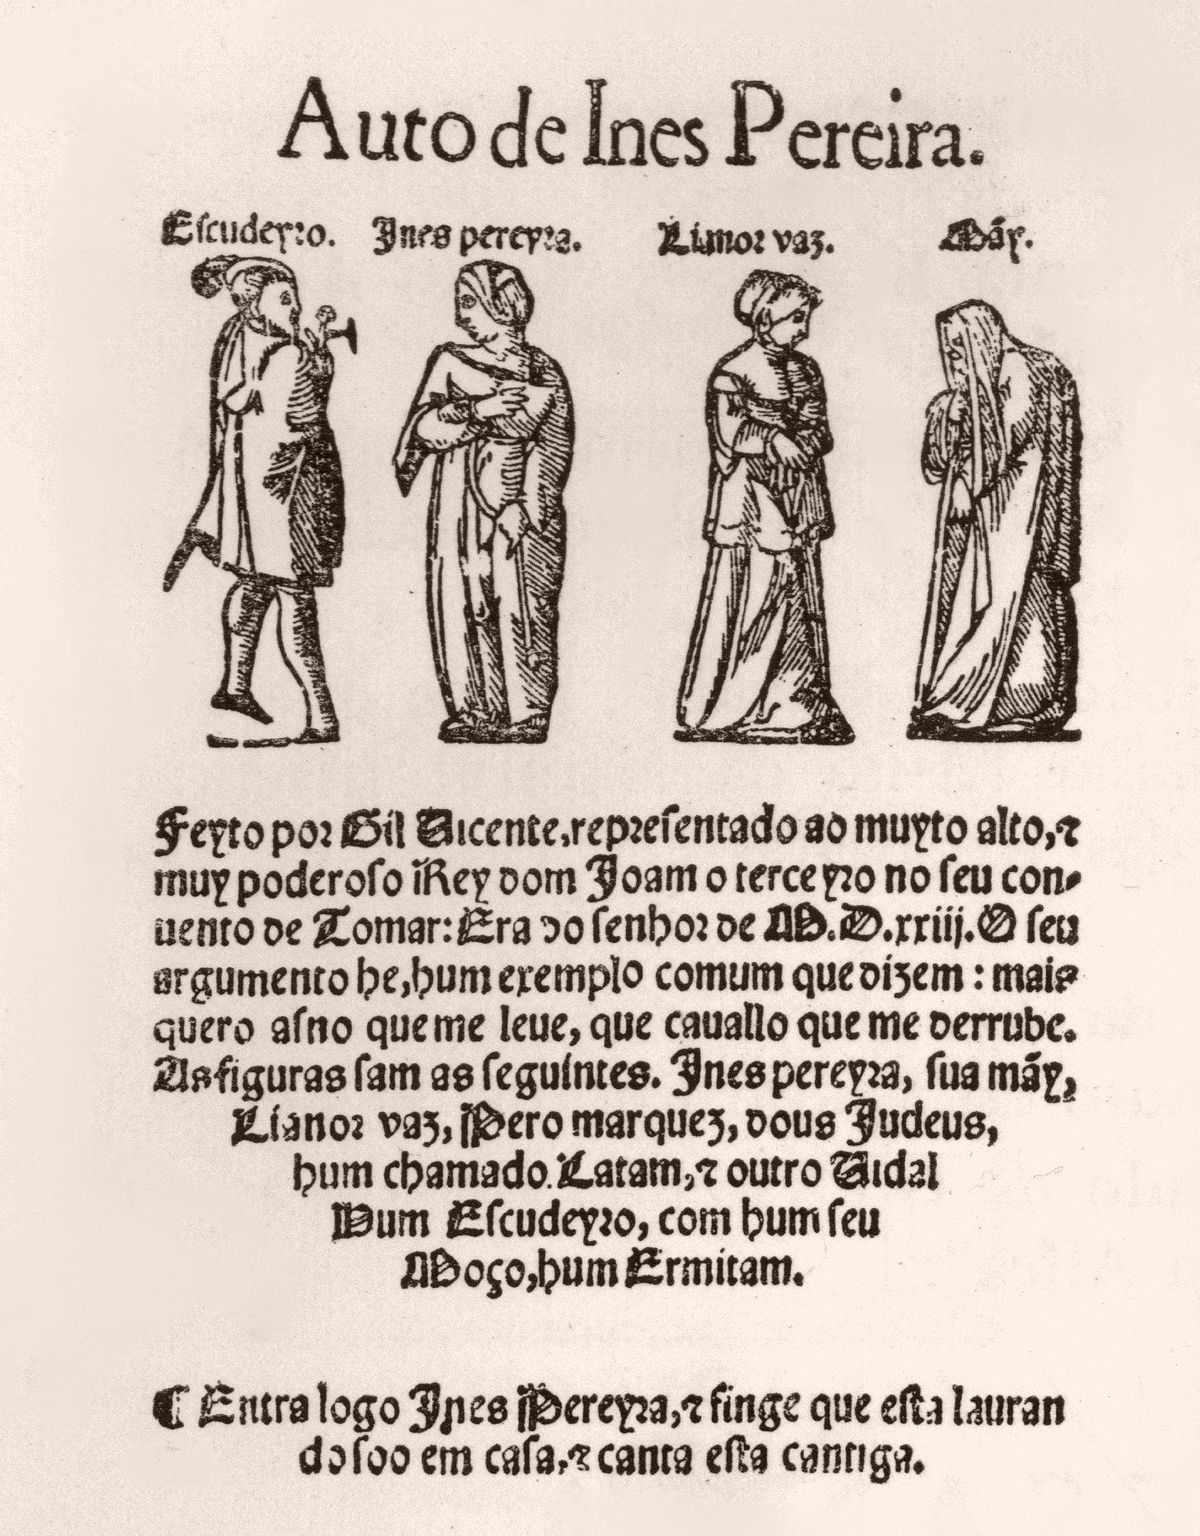 Auto de Ines Pereira.
Eſcudeyro. Ines pereyra. Lianor vaz. Mãy.
Feyto por Gil Vicente, repreſentado ao muyto alto, ⁊
muy poderoſo Rey dom Joam o terceyro no ſeu con-
uento de Tomar: Era do ſenhor de M.D.xxiij. O ſeu
argumento he, hum exemplo comum que dizem : mais
quero aſno que me leue, que cauallo que me derrube.
As figuras ſam as ſeguintes. Ines pereyra, ſua mãy,
Lianor vaz, Pero marquez, dous Judeus,
hum chamado Latam, ⁊ outro Vidal
Hum Eſcudeyro, com hum ſeu
Moço, hum Ermitam.
¶ Entra logo Ines Pereyra, ⁊ finge que eſta lauran
do ſoo em caſa, ⁊ canta eſta cantiga.